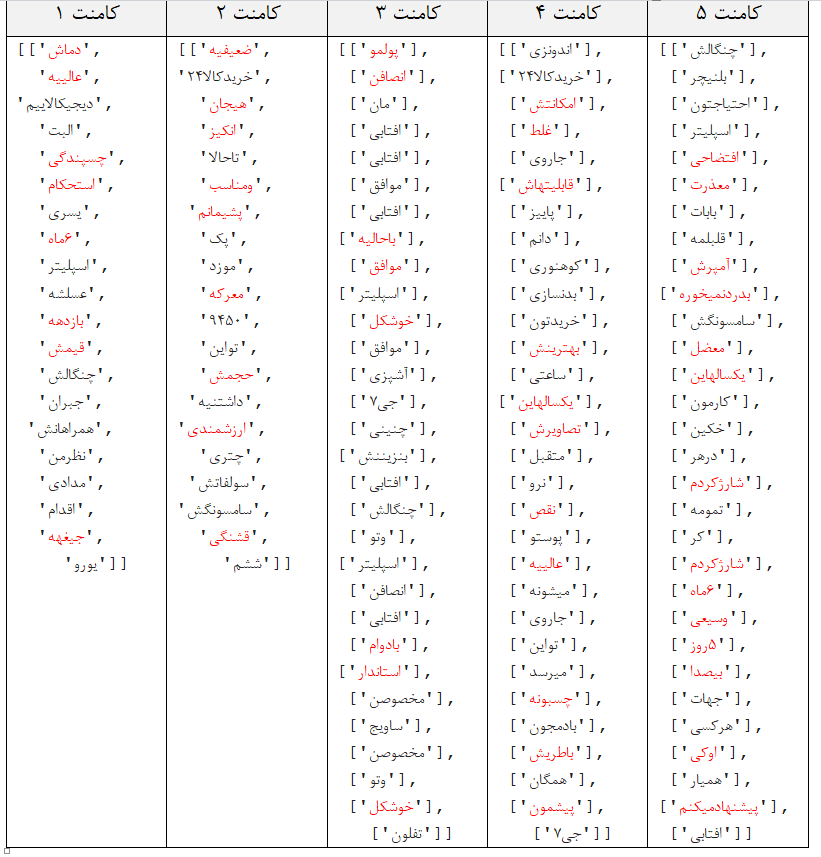 کامنت ۱
[['دماش',
'عالییه',
'دیجیکالاییم',
'البت',
'چسپندگی',
'استحکام',
'یسری',
'۶ماه',
'اسپلیتر',
'عسلشه',
'بازدهه',
'قیمش',
'چنگالش',
'جبران',
'همراهانش',
'نظرمن',
'مدادی',
'اقدام',
'جیغهه',
'یورو']]
کامنت ۲
[['ضعیفیه',
'خریدکالا۲۴',
'هیجان',
'انکیز',
'تاحالا',
'ومناسب',
'پشیمانم',
'پک',
'موزد',
'معرکه',
'۹۴۵۰',
'تواین',
'حجمش',
'داشتنیه',
'ارزشمندی',
'چتری',
'سولفاتش',
'سامسونگش',
'قشنگی',
'ششم']]
کامنت ۳
[['پولمو'],
['انصافن'],
['مان'],
['افتابی'],
['افتابی'],
['موافق'],
['افتابی'],
['باحالیه'],
['موافق'],
['اسپلیتر'],
['خوشکل'],
['موافق'],
['آشپزی'],
['جی۷'],
['چنینی'],
['بنزیننش'],
['افتابی'],
['چنگالش'],
['وتو'],
['اسپلیتر'],
['انصافن'],
['افتابی'],
['بادوام'],
['استاندار'],
['مخصوصن'],
['ساویج'],
['مخصوصن'],
['وتو'],
['خوشکل'],
['تفلون']]
کامنت ۴
[['اندونزی'],
['خریدکالا۲۴'],
['امکانتش'],
['غلط'],
['جاروی'],
['قابلیتهاش'],
['پاییز'],
['دانم'],
['کوهنوری'],
['بدنسازی'],
['خریدتون'],
['بهترینش'],
['ساعتی'],
['یکسالهاین'],
['تصاویرش'],
['متقبل'],
['نرو'],
['نقص'],
['پوستو'],
['عالییه'],
['میشونه'],
['جاروی'],
['تواین'],
['میرسد'],
['چسبونه'],
['بادمجون'],
['باطریش'],
['همگان'],
['پیشمون'],
['جی۷']]
کامنت ۵
[['چنگالش'],
['بلنیچر'],
['احتیاجتون'],
['اسپلیتر'],
['افتضاحی'],
['معذرت'],
['بابات'],
['قلبلمه'],
['آمپرش'],
['بدردنمیخوره'],
['سامسونگش'],
['معضل'],
['یکسالهاین'],
['کارمون'],
['خکین'],
['درهر'],
['شارژکردم'],
['تمومه'],
['کر'],
['شارژکردم'],
['۶ماه'],
['وسیعی'],
['۵روز'],
['بیصدا'],
['جهات'],
['هرکسی'],
['اوکی'],
['همیار'],
['پیشنهادمیکنم'],
['افتابی']]